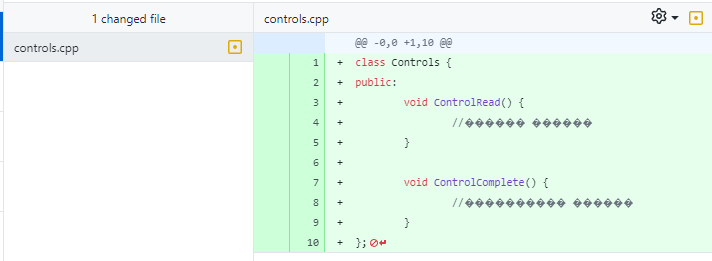 1 changed file
controls.cpp
controls.cpp
@@ -0,0 +1,10 @@
1 + class Controls {
2 + public:
3 + void ControlRead() {
4 + //������ ������
5 + }
6 +
7 + void ControlComplete() {
8 + //���������� ������
9 + }
10 + };